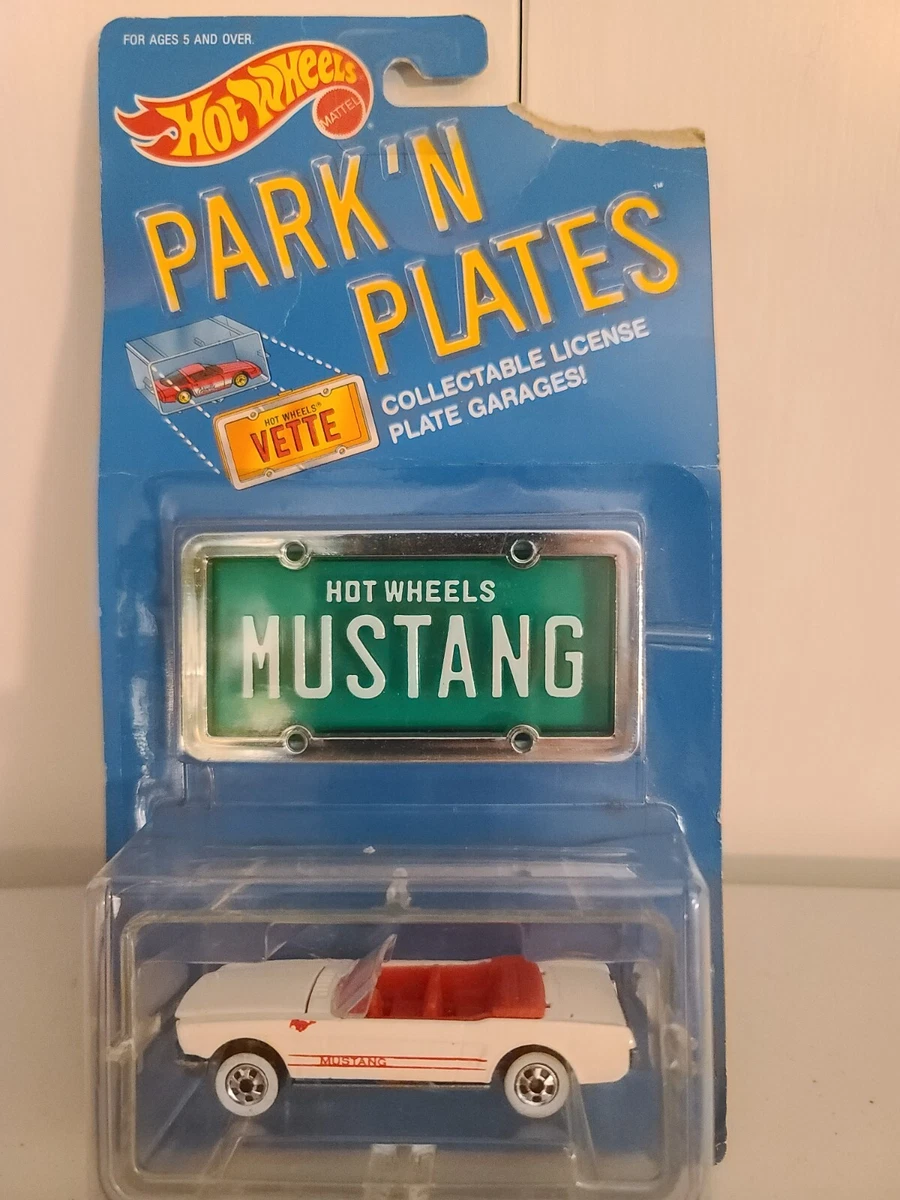 FOR AGES 5 AND OVER.
HOT WHEELS
MATTEL
PARK'N
PLATES™
COLLECTABLE LICENSE
PLATE GARAGES!
HOT WHEELS®
VETTE
HOT WHEELS
MUSTANG
MUSTANG